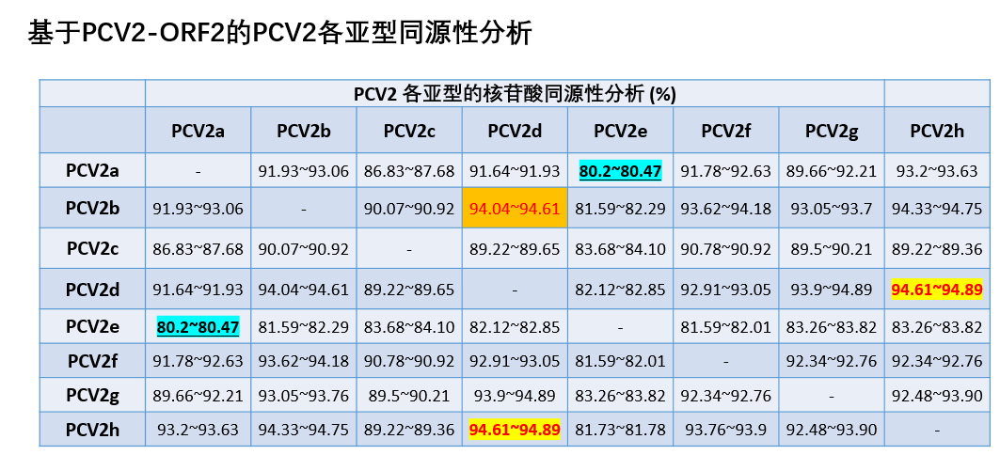 基于PCV2-ORF2的PCV2各亚型同源性分析
PCV2 各亚型的核苷酸同源性分析 (%)
PCV2a PCV2b PCV2c PCV2d PCV2e PCV2f PCV2g PCV2h
PCV2a - 91.93~93.06 86.83~87.68 91.64~91.93 80.2~80.47 91.78~92.63 89.66~92.21 93.2~93.63
PCV2b 91.93~93.06 - 90.07~90.92 94.04~94.61 81.59~82.29 93.62~94.18 93.05~93.7 94.33~94.75
PCV2c 86.83~87.68 90.07~90.92 - 89.22~89.65 83.68~84.10 90.78~90.92 89.5~90.21 89.22~89.36
PCV2d 91.64~91.93 94.04~94.61 89.22~89.65 - 82.12~82.85 92.91~93.05 93.9~94.89 94.61~94.89
PCV2e 80.2~80.47 81.59~82.29 83.68~84.10 82.12~82.85 - 81.59~82.01 83.26~83.82 83.26~83.82
PCV2f 91.78~92.63 93.62~94.18 90.78~90.92 92.91~93.05 81.59~82.01 - 92.34~92.76 92.34~92.76
PCV2g 89.66~92.21 93.05~93.76 89.5~90.21 93.9~94.89 83.26~83.82 92.34~92.76 - 92.48~93.90
PCV2h 93.2~93.63 94.33~94.75 89.22~89.36 94.61~94.89 81.73~81.78 93.76~93.9 92.48~93.90 -